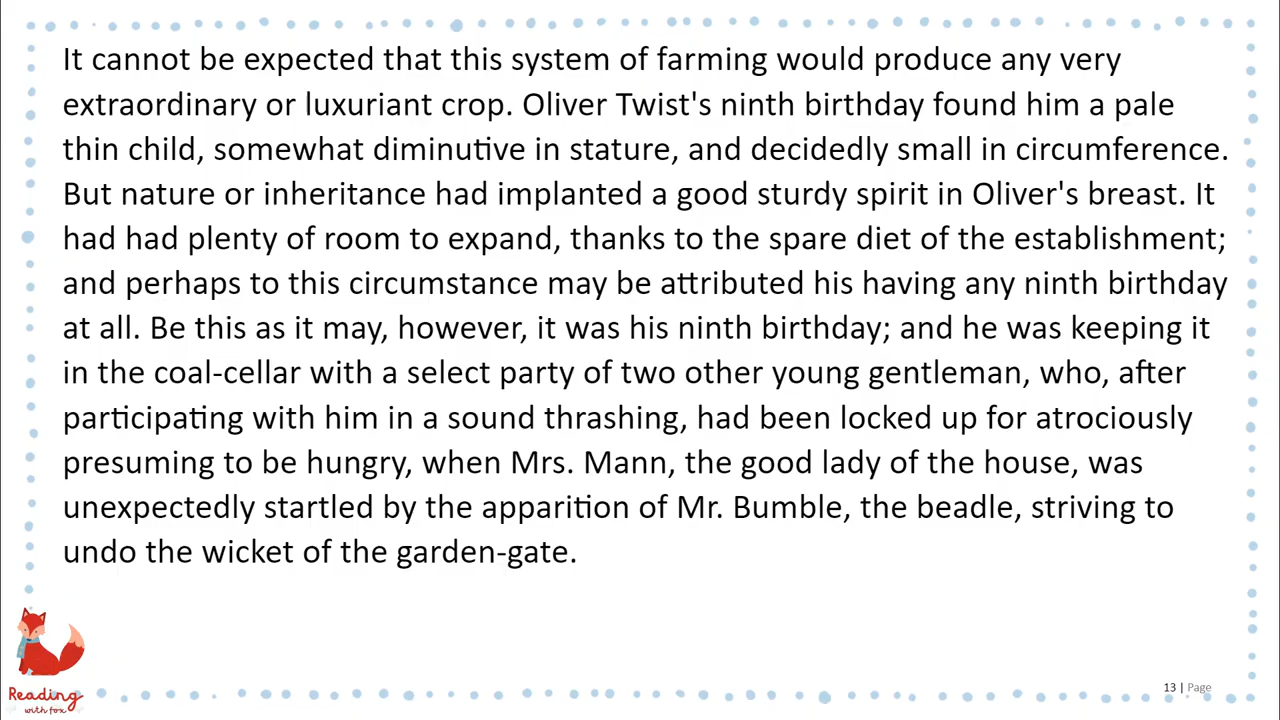 It cannot be expected that this system of farming would produce any very
extraordinary or luxuriant crop. Oliver Twist's ninth birthday found him a pale
thin child, somewhat diminutive in stature, and decidedly small in circumference.
But nature or inheritance had implanted a good sturdy spirit in Oliver's breast. It
had had plenty of room to expand, thanks to the spare diet of the establishment;
and perhaps to this circumstance may be attributed his having any ninth birthday
at all. Be this as it may, however, it was his ninth birthday; and he was keeping it
in the coal-cellar with a select party of two other young gentleman, who, after
participating with him in a sound thrashing, had been locked up for atrociously
presuming to be hungry, when Mrs. Mann, the good lady of the house, was
unexpectedly startled by the apparition of Mr. Bumble, the beadle, striving to
undo the wicket of the garden-gate.
Reading
with fox
13 | Page